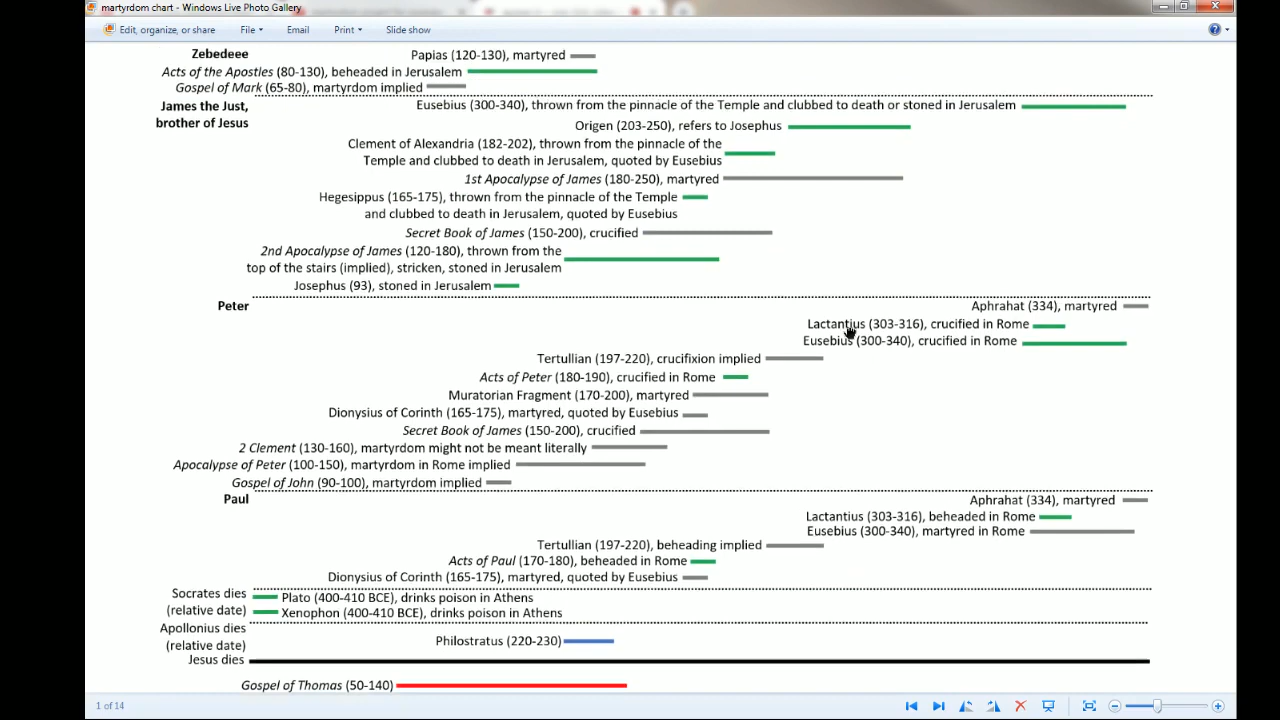 martyrdom chart - Windows Live Photo Gallery
Edit, organize, or share File Email Print Slide show
Zebedeee
Papias (120-130), martyred
Acts of the Apostles (80-130), beheaded in Jerusalem
Gospel of Mark (65-80), martyrdom implied
James the Just,
brother of Jesus
Eusebius (300-340), thrown from the pinnacle of the Temple and clubbed to death or stoned in Jerusalem
Origen (203-250), refers to Josephus
Clement of Alexandria (182-202), thrown from the pinnacle of the
Temple and clubbed to death in Jerusalem, quoted by Eusebius
1st Apocalypse of James (180-250), martyred
Hegesippus (165-175), thrown from the pinnacle of the Temple
and clubbed to death in Jerusalem, quoted by Eusebius
Secret Book of James (150-200), crucified
2nd Apocalypse of James (120-180), thrown from the
top of the stairs (implied), stricken, stoned in Jerusalem
Josephus (93), stoned in Jerusalem
Peter
Aphrahat (334), martyred
Lactantius (303-316), crucified in Rome
Eusebius (300-340), crucified in Rome
Tertullian (197-220), crucifixion implied
Acts of Peter (180-190), crucified in Rome
Muratorian Fragment (170-200), martyred
Dionysius of Corinth (165-175), martyred, quoted by Eusebius
Secret Book of James (150-200), crucified
2 Clement (130-160), martyrdom might not be meant literally
Apocalypse of Peter (100-150), martyrdom in Rome implied
Gospel of John (90-100), martyrdom implied
Paul
Aphrahat (334), martyred
Lactantius (303-316), beheaded in Rome
Eusebius (300-340), martyred in Rome
Tertullian (197-220), beheading implied
Acts of Paul (170-180), beheaded in Rome
Dionysius of Corinth (165-175), martyred, quoted by Eusebius
Socrates dies
(relative date)
Plato (400-410 BCE), drinks poison in Athens
Xenophon (400-410 BCE), drinks poison in Athens
Apollonius dies
(relative date)
Philostratus (220-230)
Jesus dies
Gospel of Thomas (50-140)
1 of 14